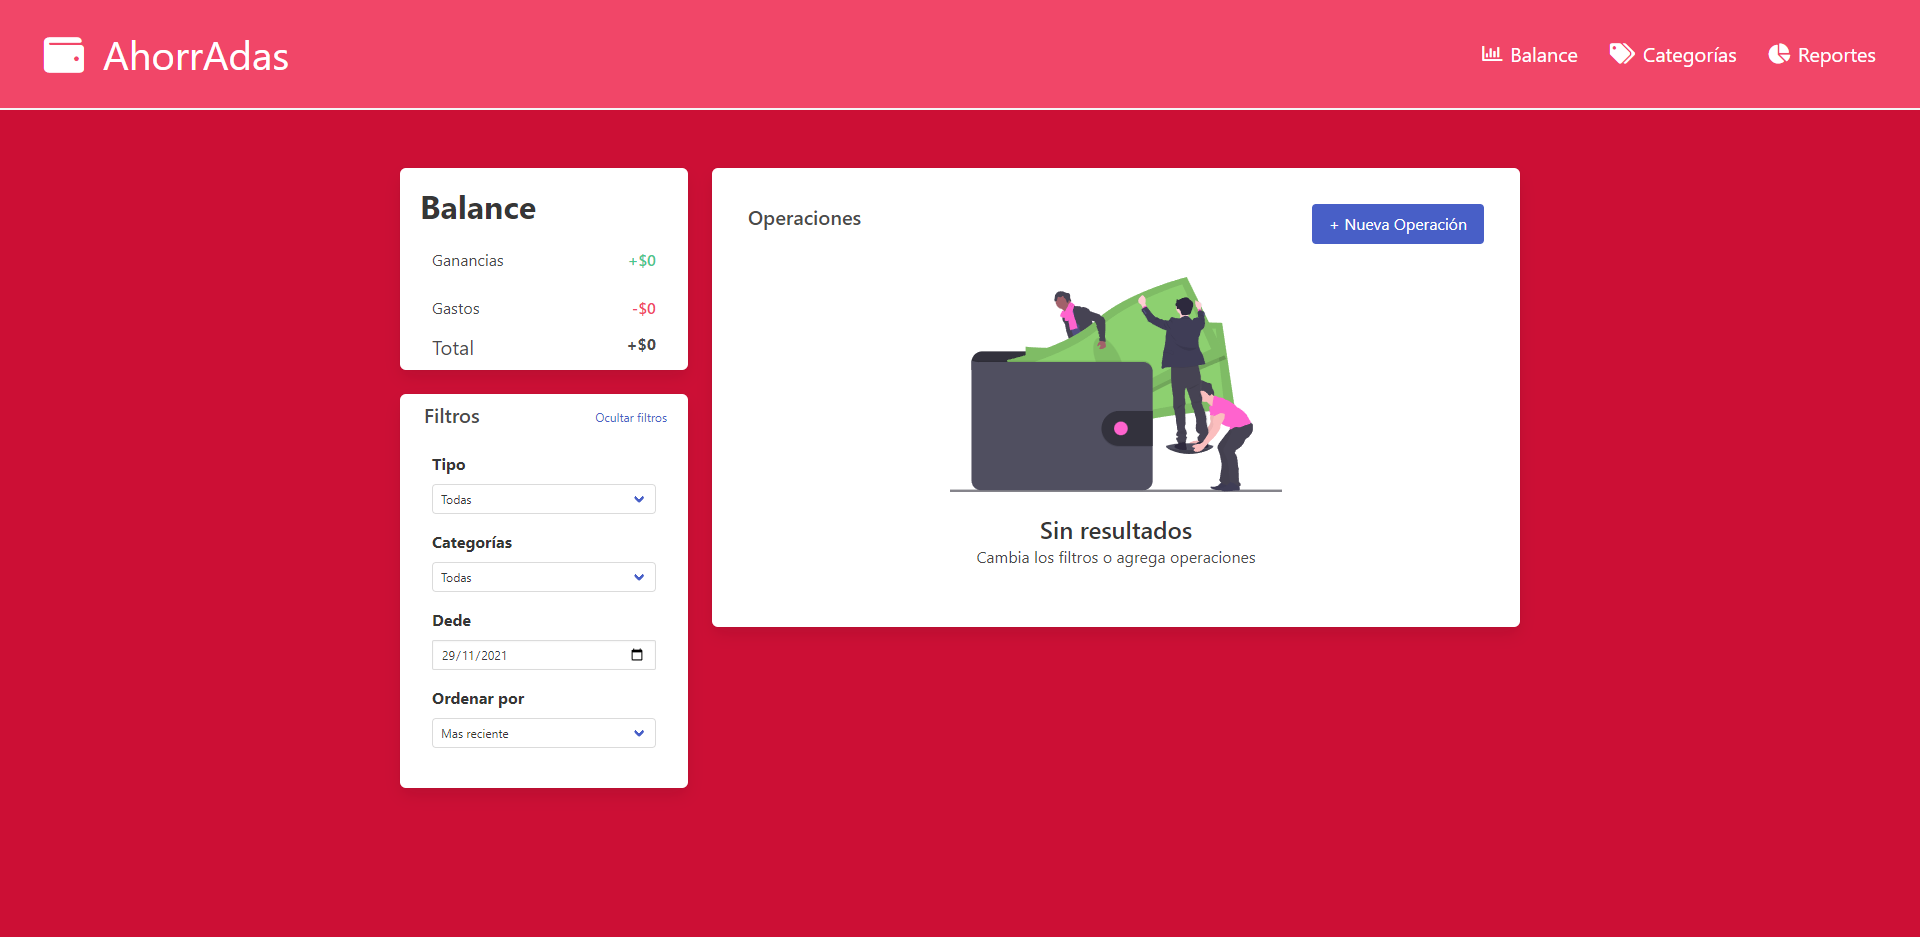 AhorrAdas
Balance
Categorías
Reportes
Balance
Ganancias +$0
Gastos -$0
Total +$0
Filtros Ocultar filtros
Tipo
Todas
Categorías
Todas
Dede
29/11/2021
Ordenar por
Mas reciente
Operaciones
+ Nueva Operación
Sin resultados
Cambia los filtros o agrega operaciones